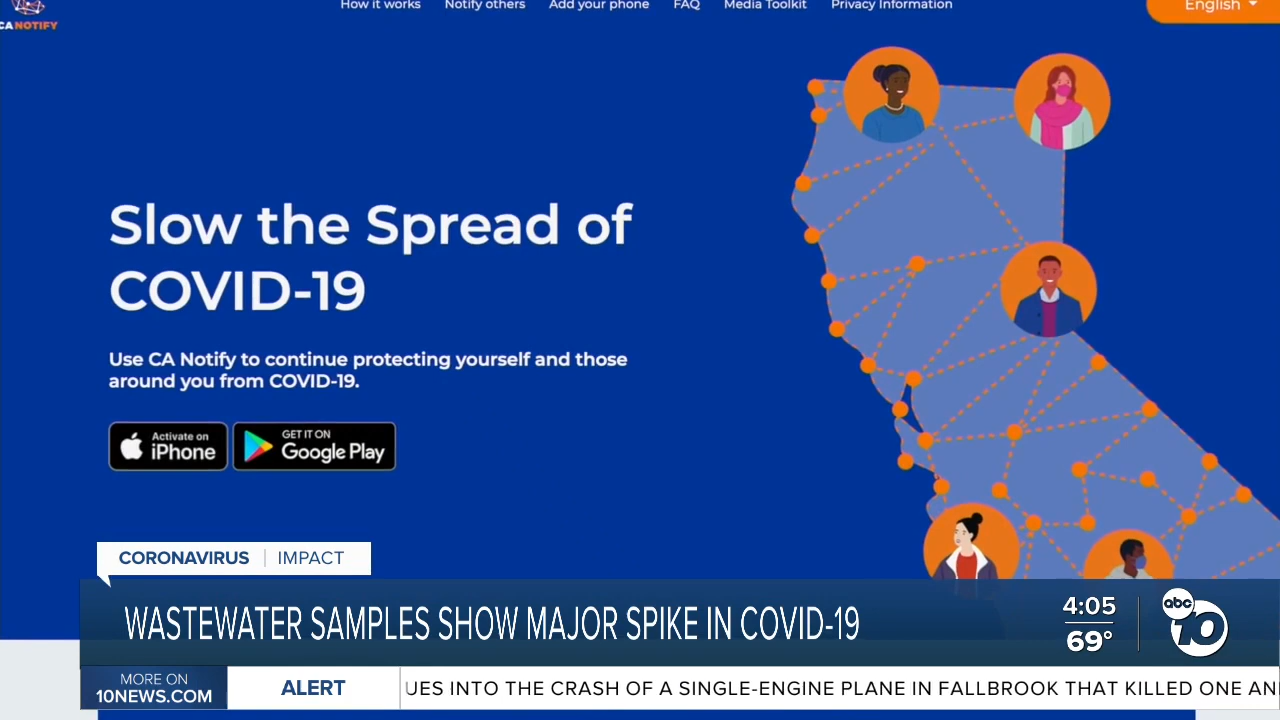 How it works Notify others Add your phone FAQ Media Toolkit Privacy Information English
CA NOTIFY
Slow the Spread of
COVID-19
Use CA Notify to continue protecting yourself and those
around you from COVID-19.
Activate on
iPhone
GET IT ON
Google Play
CORONAVIRUS | IMPACT
WASTEWATER SAMPLES SHOW MAJOR SPIKE IN COVID-19
4:05
69°
abc
10
MORE ON
10NEWS.COM
ALERT
UES INTO THE CRASH OF A SINGLE-ENGINE PLANE IN FALLBROOK THAT KILLED ONE AN